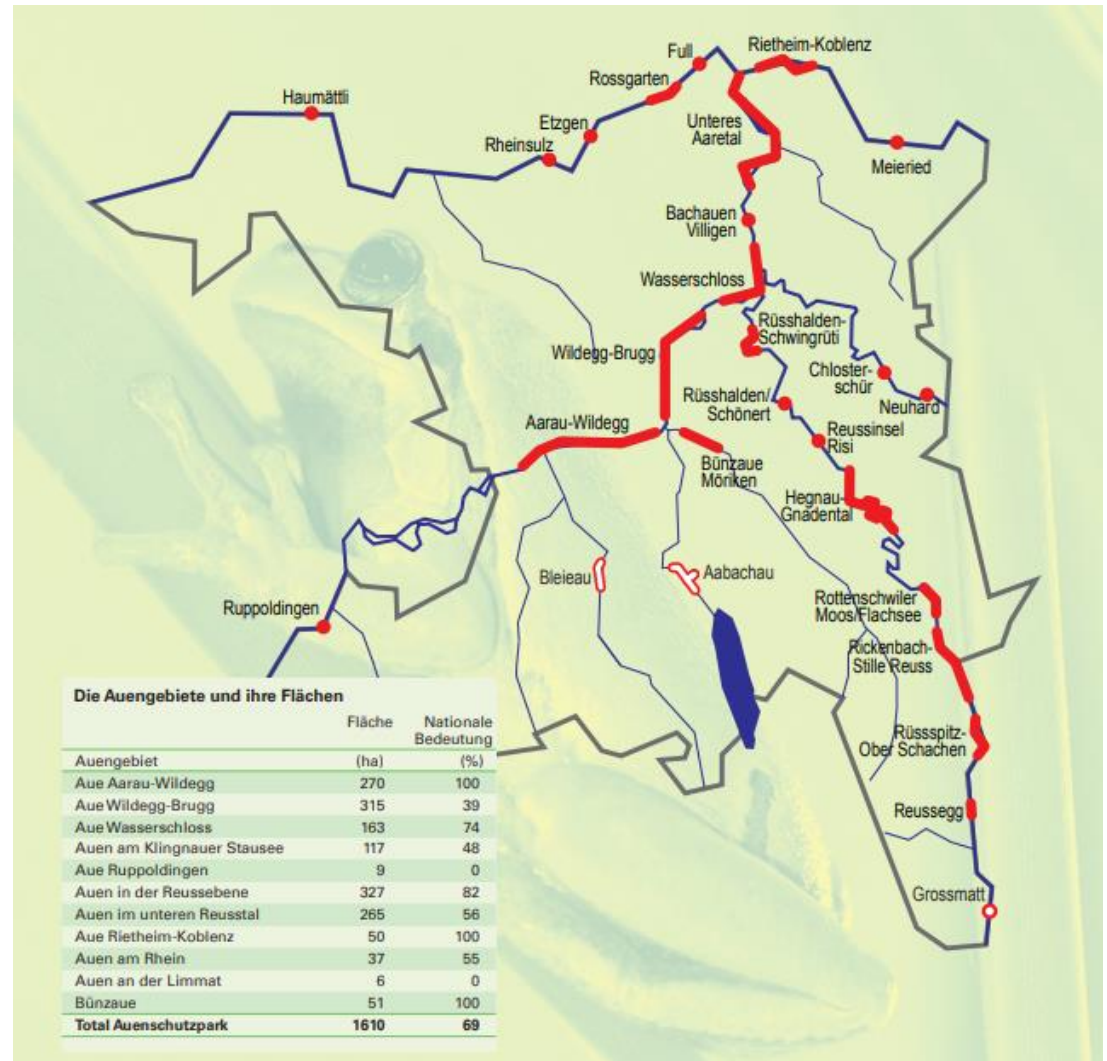 Full
Rietheim-Koblenz
Rossgarten
Haumättli
Etzgen
Unteres
Aaretal
Rheinsulz
Meieried
Bachauen
Villigen
Wasserschloss
Rüsshalden-
Schwingrüti
Wildegg-Brugg
Chloster-
schür
Rüsshalden/
Schönert
Neuhard
Aarau-Wildegg
Reussinsel
Risi
Bünzaue
Möriken
Hegnau-
Gnadental
Bleieau
Aabachau
Ruppoldingen
Rottenschwiler
Moos/Flachsee
Rickenbach-
Stille Reuss
Rüssspitz-
Ober Schachen
Reussegg
Grossmatt
Die Auengebiete und ihre Flächen
Fläche Nationale
Bedeutung
Auengebiet (ha) (%)
Aue Aarau-Wildegg 270 100
Aue Wildegg-Brugg 315 39
Aue Wasserschloss 163 74
Auen am Klingnauer Stausee 117 48
Aue Ruppoldingen 9 0
Auen in der Reussebene 327 82
Auen im unteren Reusstal 265 56
Aue Rietheim-Koblenz 50 100
Auen am Rhein 37 55
Auen an der Limmat 6 0
Bünzaue 51 100
Total Auenschutzpark 1610 69